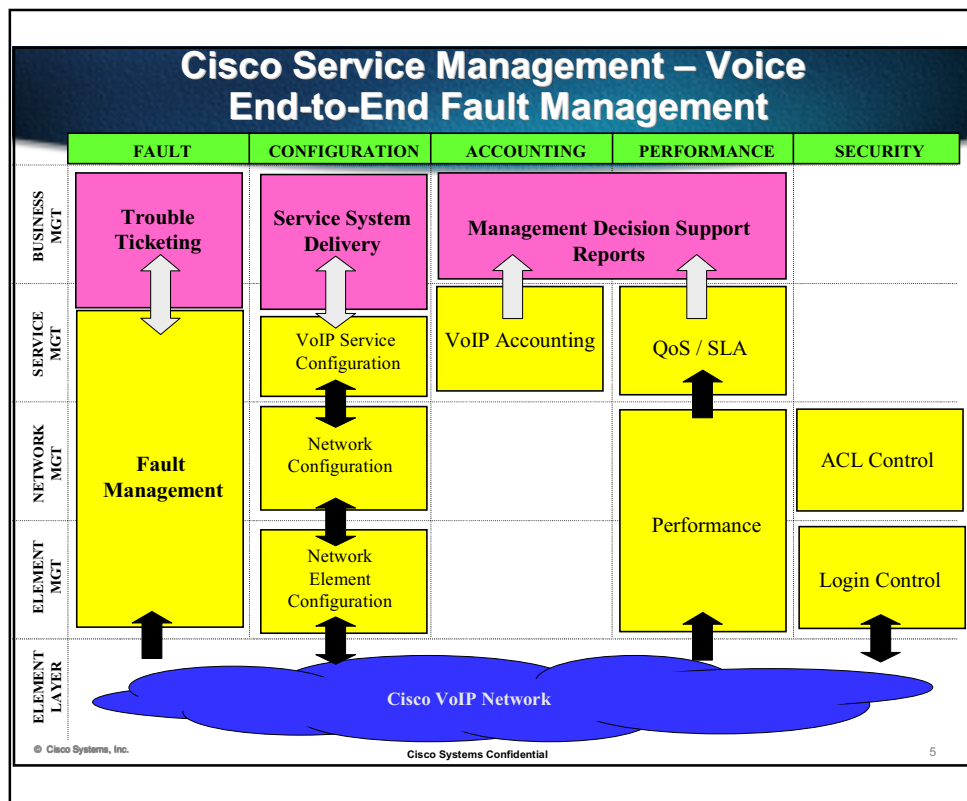 Cisco Service Management – Voice
End-to-End Fault Management
FAULT
CONFIGURATION
ACCOUNTING
PERFORMANCE
SECURITY
BUSINESS
MGT
Trouble
Ticketing
Service System
Delivery
Management Decision Support
Reports
SERVICE
MGT
VoIP Service
Configuration
VoIP Accounting
QoS / SLA
NETWORK
MGT
Fault
Management
Network
Configuration
ACL Control
ELEMENT
MGT
Network
Element
Configuration
Performance
Login Control
ELEMENT
LAYER
Cisco VoIP Network
© Cisco Systems, Inc.
Cisco Systems Confidential
5